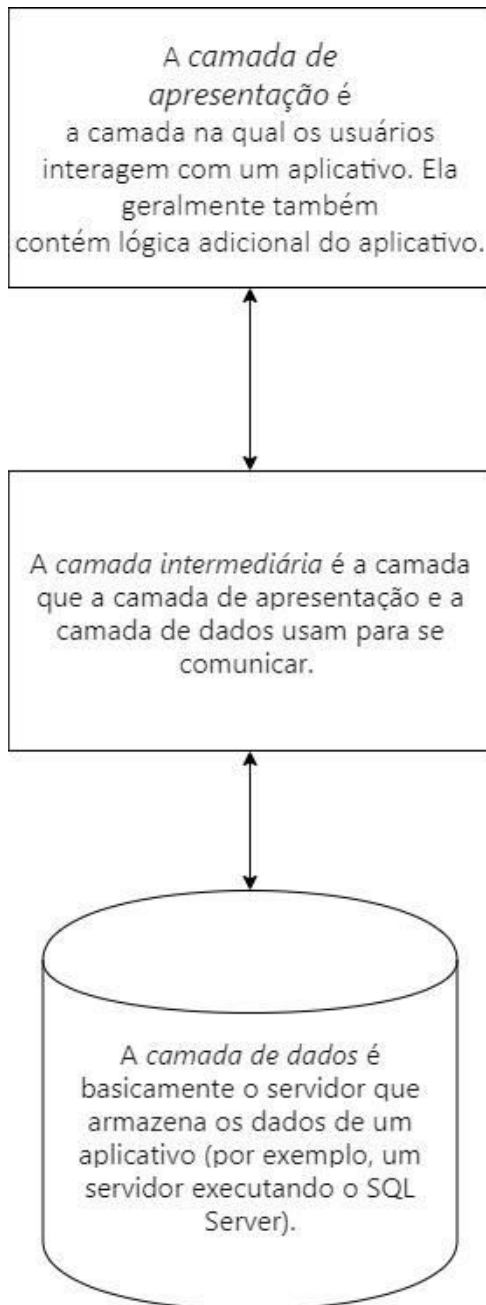 A camada de
apresentação é
a camada na qual os usuários
interagem com um aplicativo. Ela
geralmente também
contém lógica adicional do aplicativo.
A camada intermediária é a camada
que a camada de apresentação e a
camada de dados usam para se
comunicar.
A camada de dados é
basicamente o servidor que
armazena os dados de um
aplicativo (por exemplo, um
servidor executando o SQL
Server).